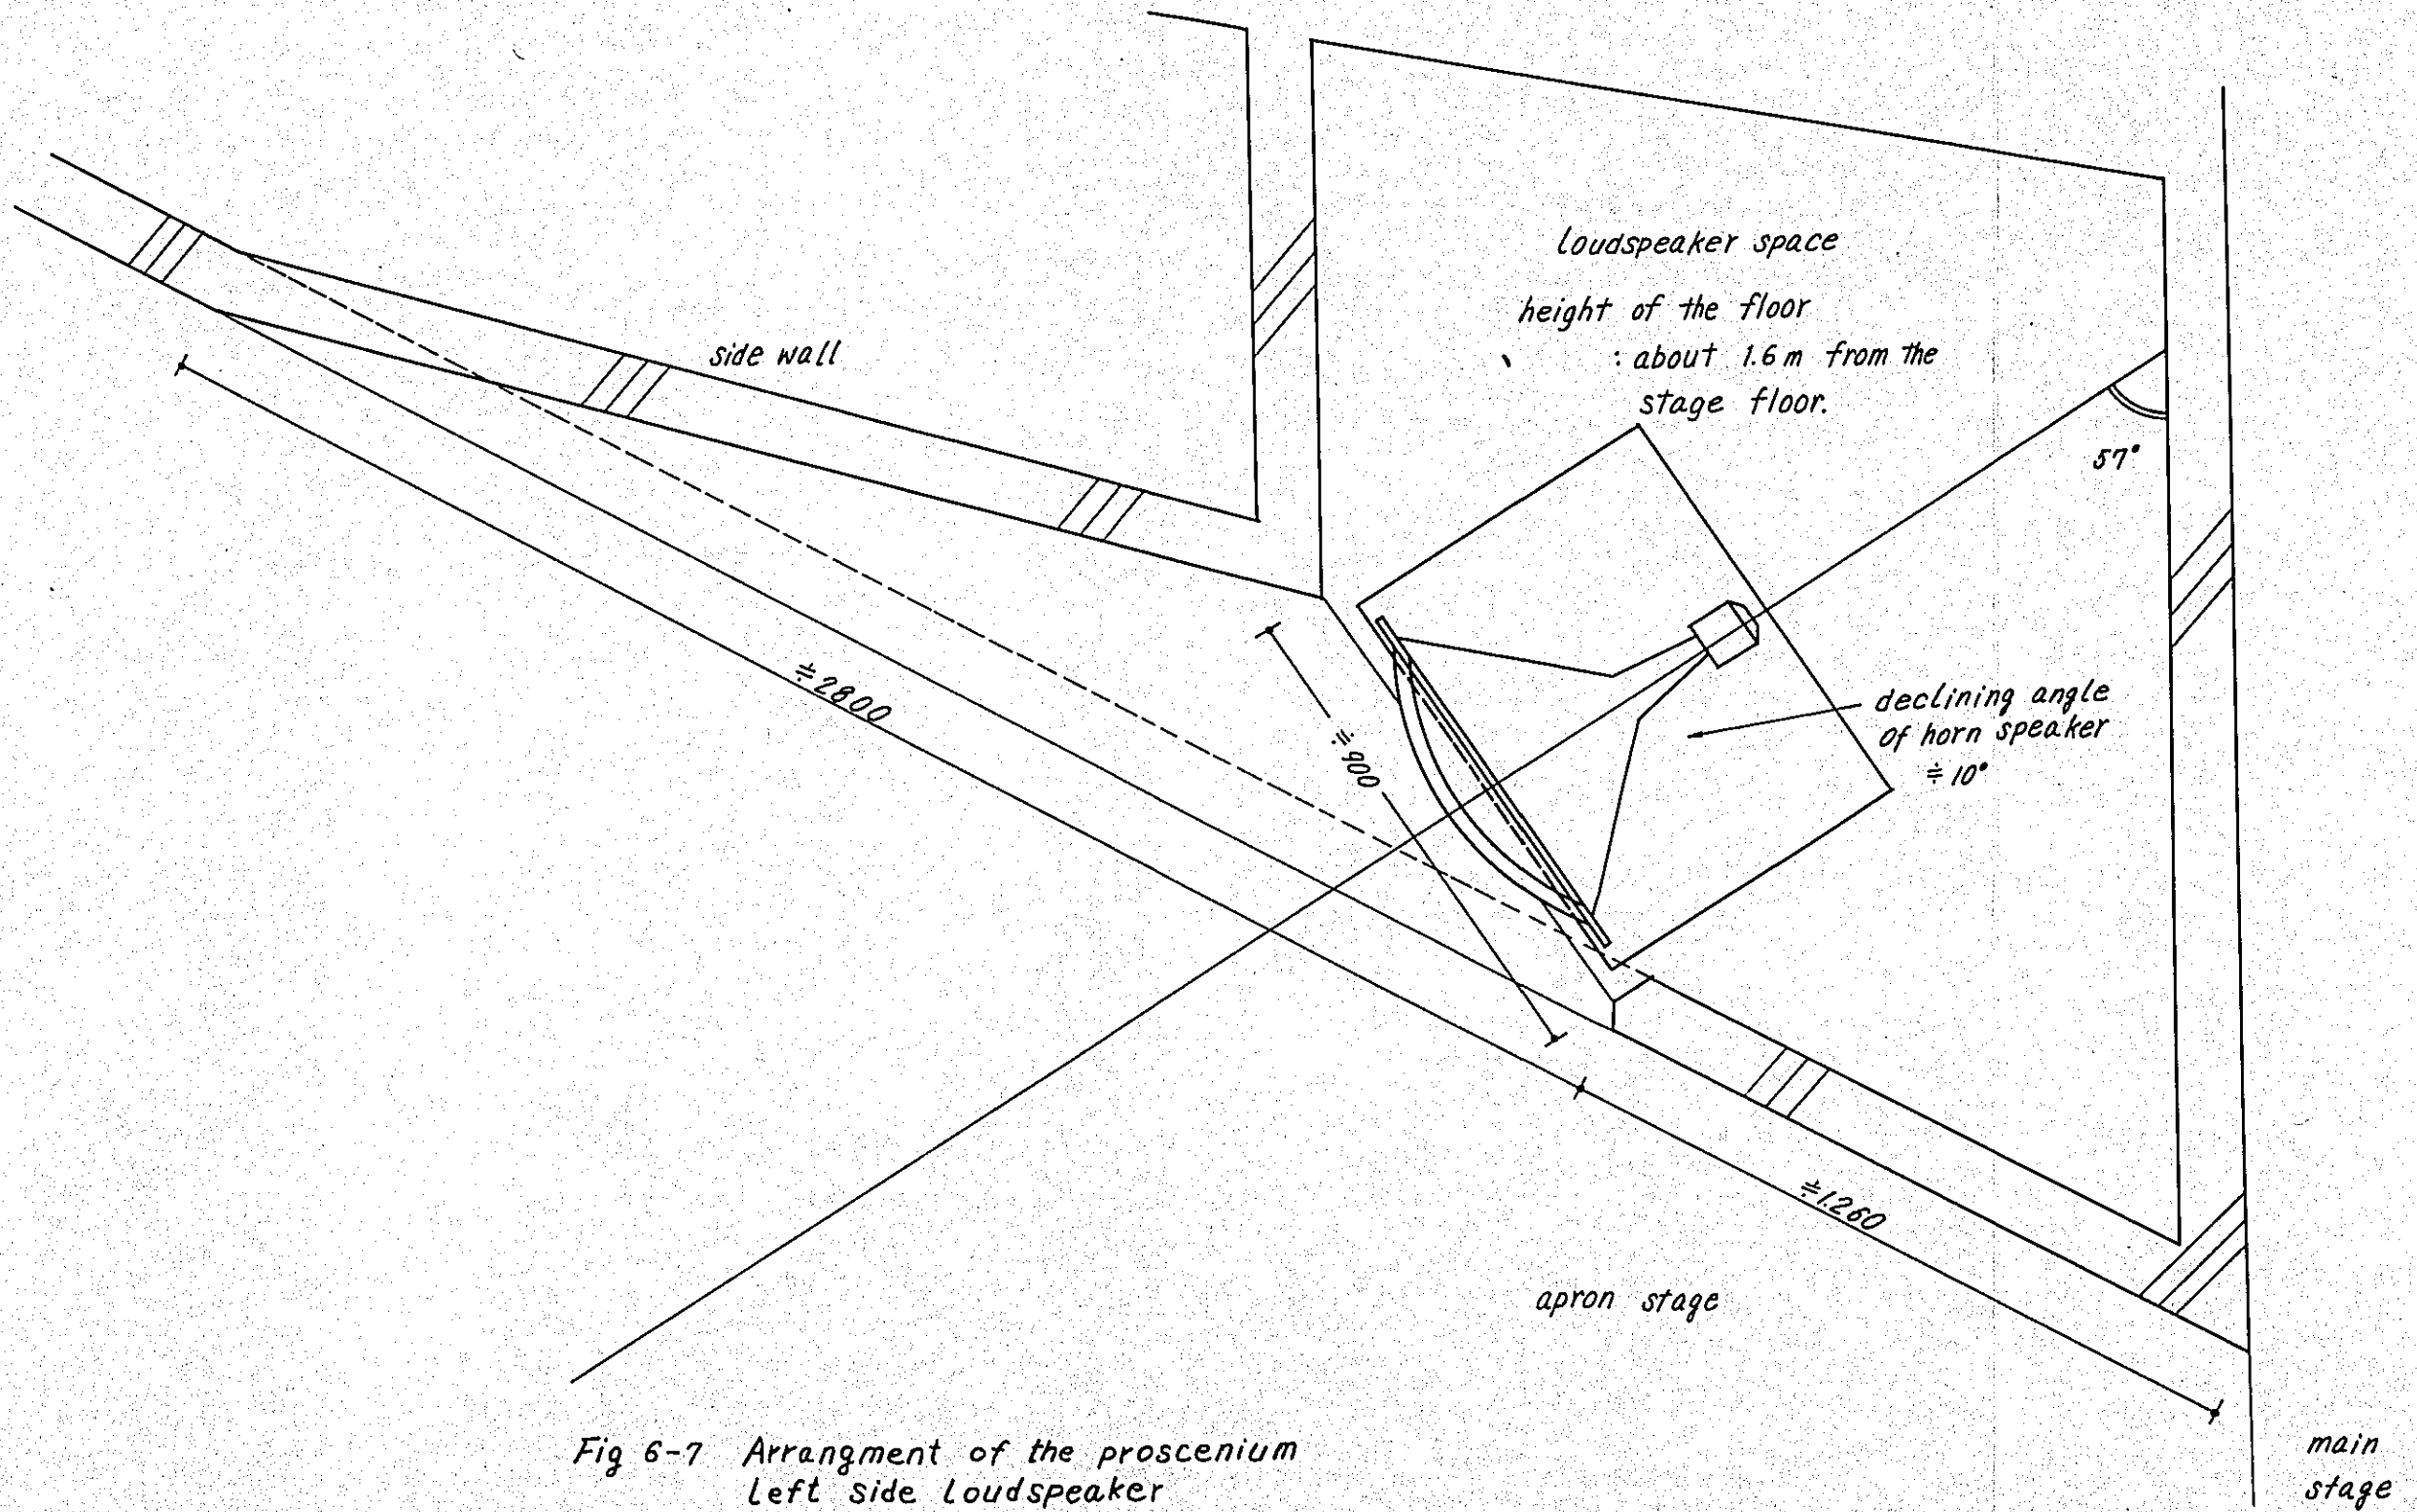 loudspeaker space
height of the floor
: about 1.6 m from the
stage floor.
side wall
57°
declining angle
of horn speaker
≑ 10°
≑2800
≑900
≑1.260
apron stage
Fig 6-7 Arrangment of the proscenium
Left side Loudspeaker
main
stage